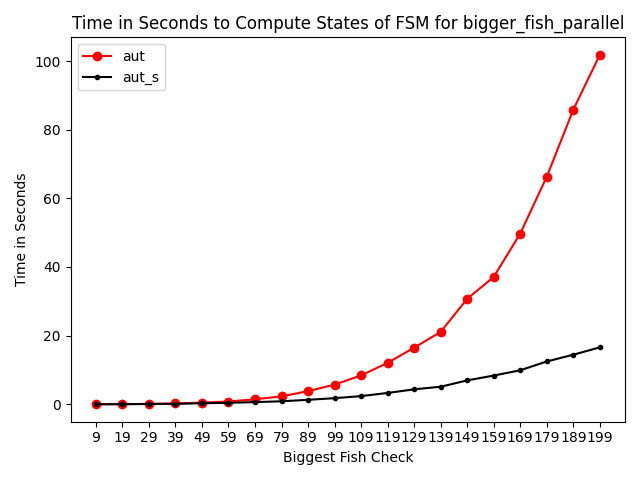 Time in Seconds to Compute States of FSM for bigger_fish_parallel
aut
aut_s
100
80
60
40
20
0
Time in Seconds
9 19 29 39 49 59 69 79 89 99 109 119 129 139 149 159 169 179 189 199
Biggest Fish Check